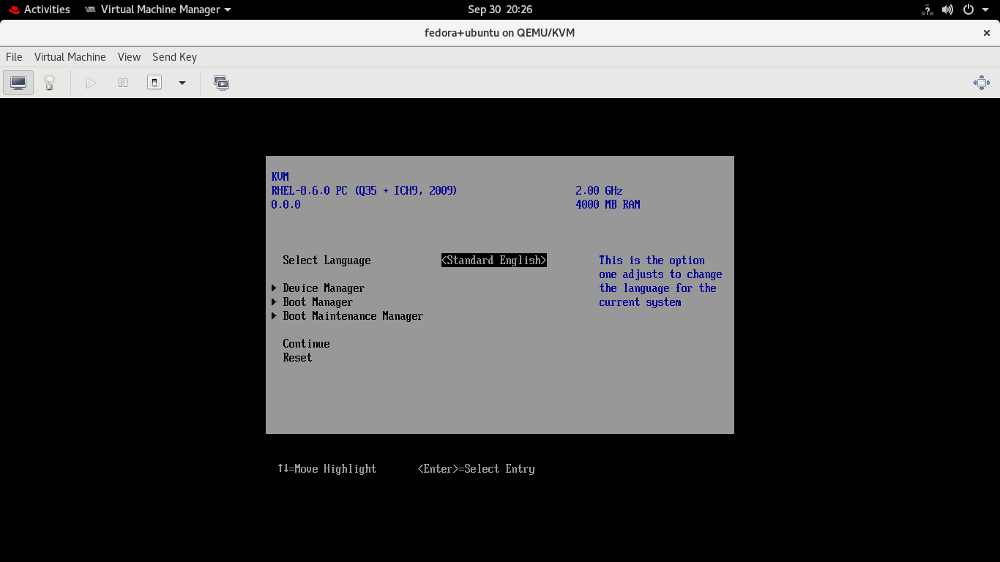 Activities Virtual Machine Manager Sep 30 20:26
fedora+ubuntu on QEMU/KVM
File Virtual Machine View Send Key
KVM
RHEL-8.6.0 PC (Q35 + ICH9, 2009) 2.00 GHz
0.0.0 4000 MB RAM
Select Language <Standard English> This is the option
one adjusts to change
Device Manager the language for the
Boot Manager current system
Boot Maintenance Manager
Continue
Reset
↑↓=Move Highlight <Enter>=Select Entry